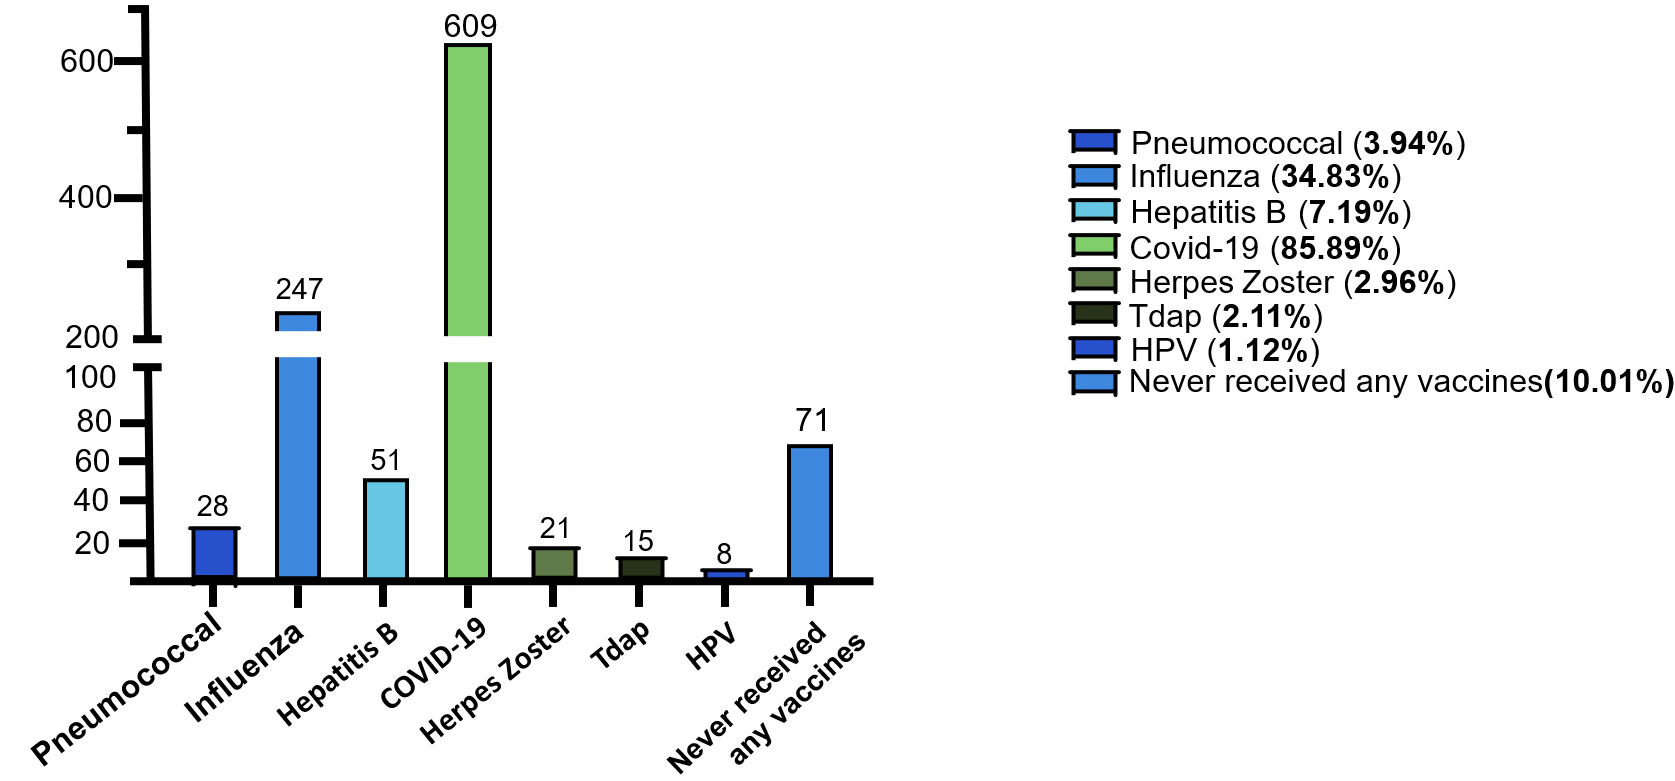 609
600
400
247
200
100
80
71
60
51
40
28
21
20
15
8
Pneumococcal
Influenza
Hepatitis B
COVID-19
Herpes Zoster
Tdap
HPV
Never received
any vaccines
Pneumococcal (3.94%)
Influenza (34.83%)
Hepatitis B (7.19%)
Covid-19 (85.89%)
Herpes Zoster (2.96%)
Tdap (2.11%)
HPV (1.12%)
Never received any vaccines(10.01%)